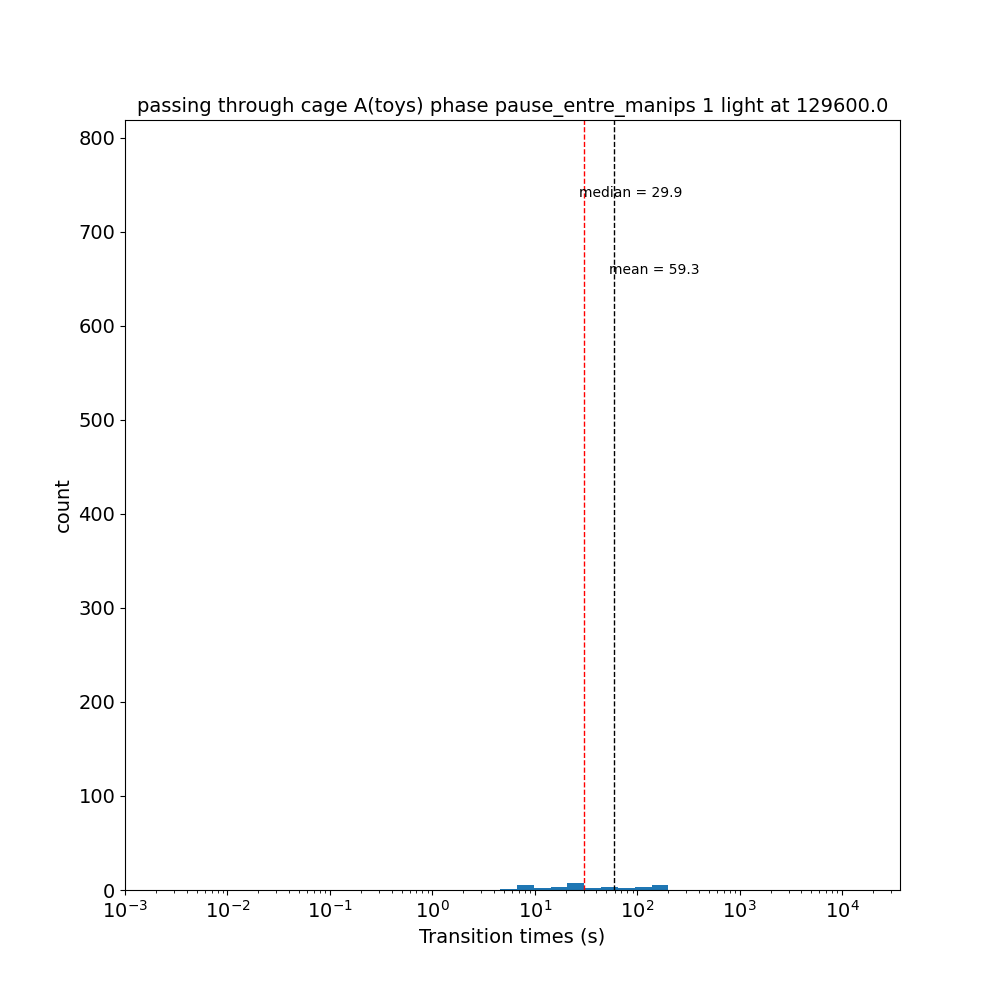 passing through cage A(toys) phase pause_entre_manips 1 light at 129600.0
800
median = 29.9
700
mean = 59.3
600
500
count
400
300
200
100
0
10⁻³ 10⁻² 10⁻¹ 10⁰ 10¹ 10² 10³ 10⁴
Transition times (s)